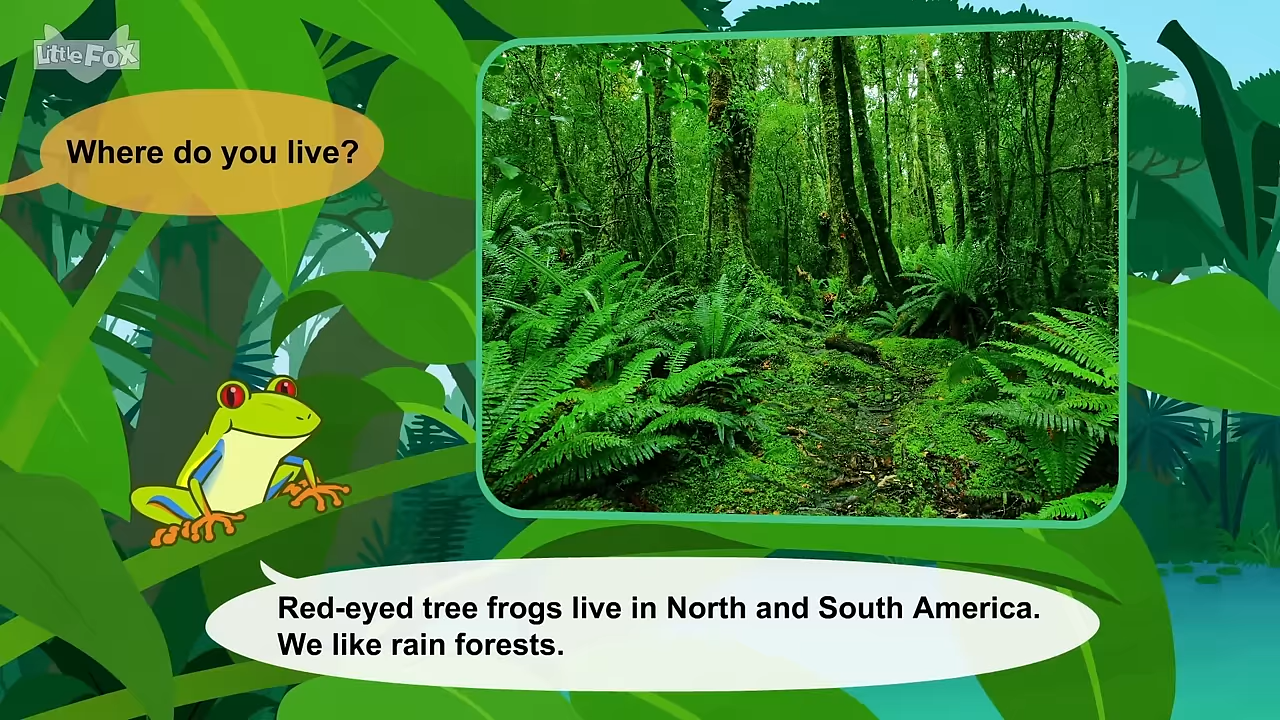 Little Fox
Where do you live?
Red-eyed tree frogs live in North and South America.
We like rain forests.